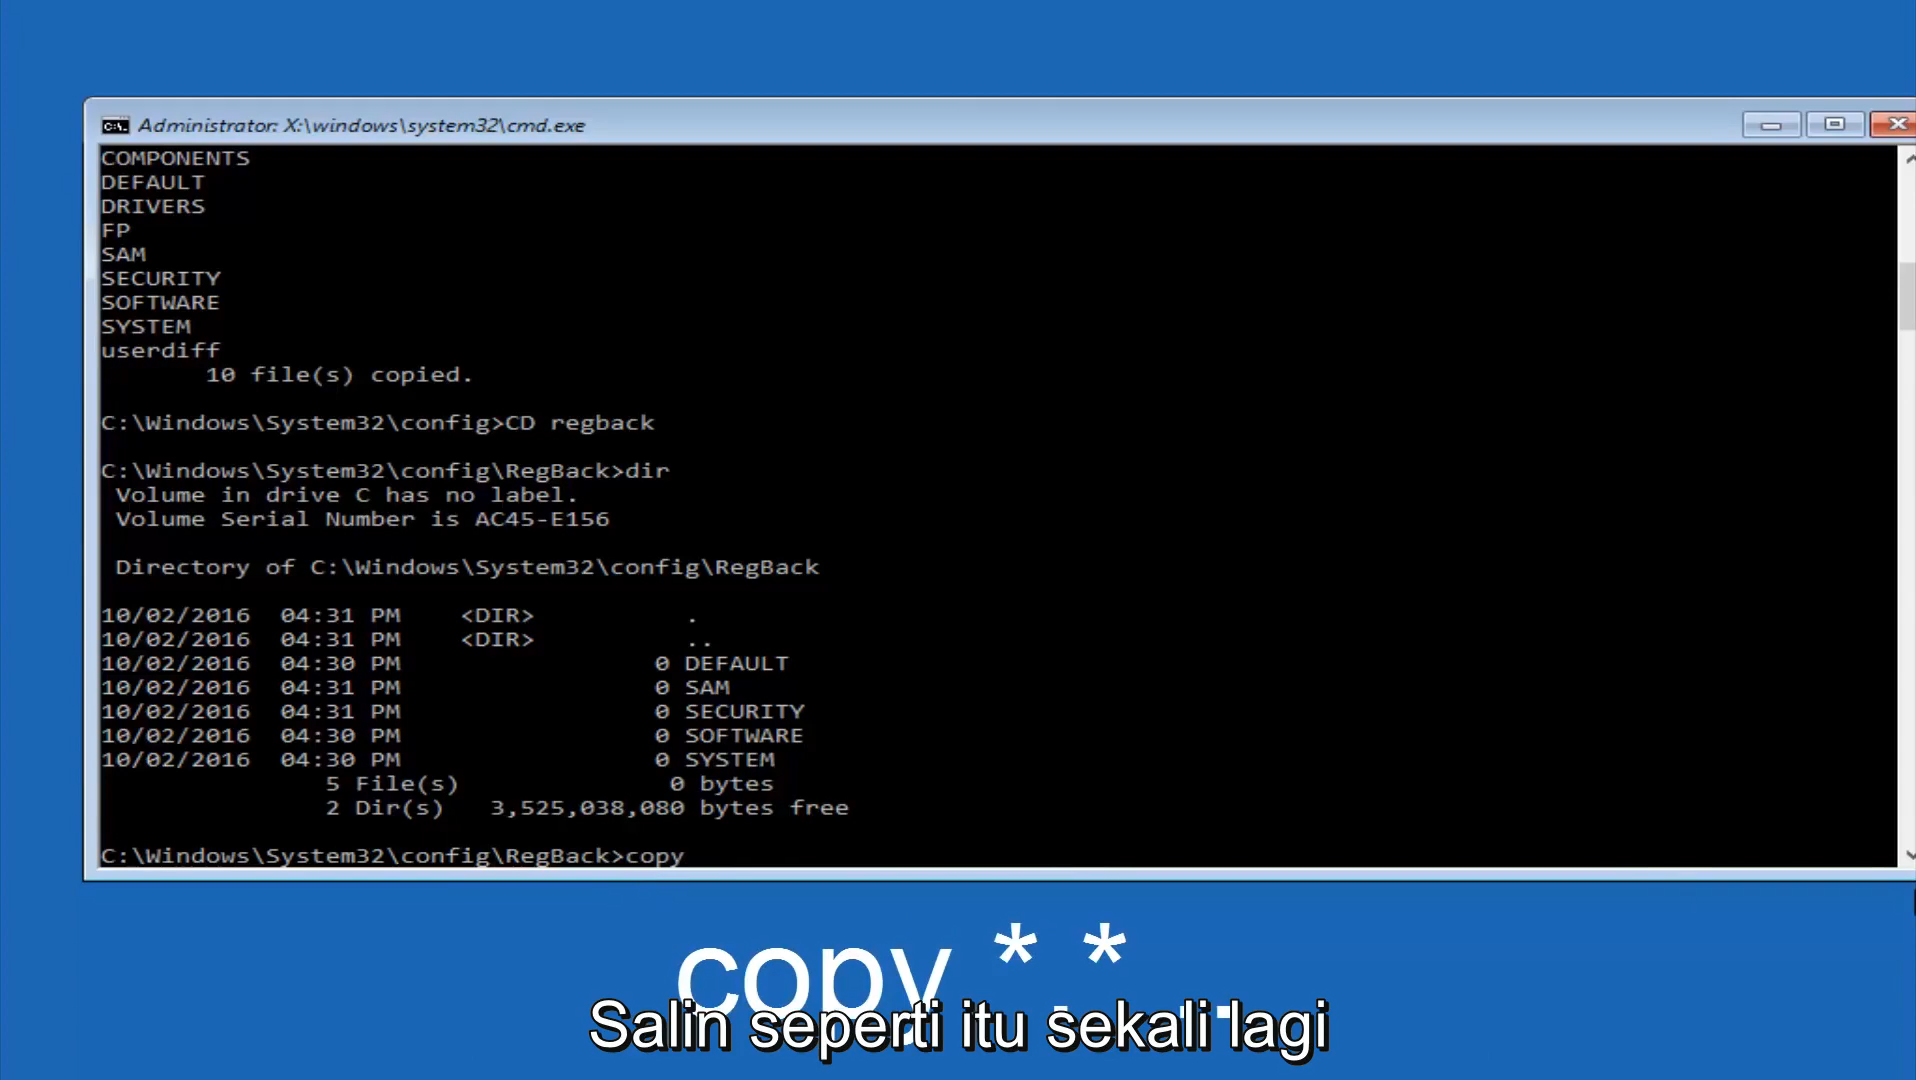 Administrator: X:\windows\system32\cmd.exe
COMPONENTS
DEFAULT
DRIVERS
FP
SAM
SECURITY
SOFTWARE
SYSTEM
userdiff
10 file(s) copied.
C:\Windows\System32\config>CD regback
C:\Windows\System32\config\RegBack>dir
Volume in drive C has no label.
Volume Serial Number is AC45-E156
Directory of C:\Windows\System32\config\RegBack
10/02/2016 04:31 PM <DIR> .
10/02/2016 04:31 PM <DIR> ..
10/02/2016 04:30 PM 0 DEFAULT
10/02/2016 04:31 PM 0 SAM
10/02/2016 04:31 PM 0 SECURITY
10/02/2016 04:30 PM 0 SOFTWARE
10/02/2016 04:30 PM 0 SYSTEM
5 File(s) 0 bytes
2 Dir(s) 3,525,038,080 bytes free
C:\Windows\System32\config\RegBack>copy
copy *.* ..
Salin seperti itu sekali lagi